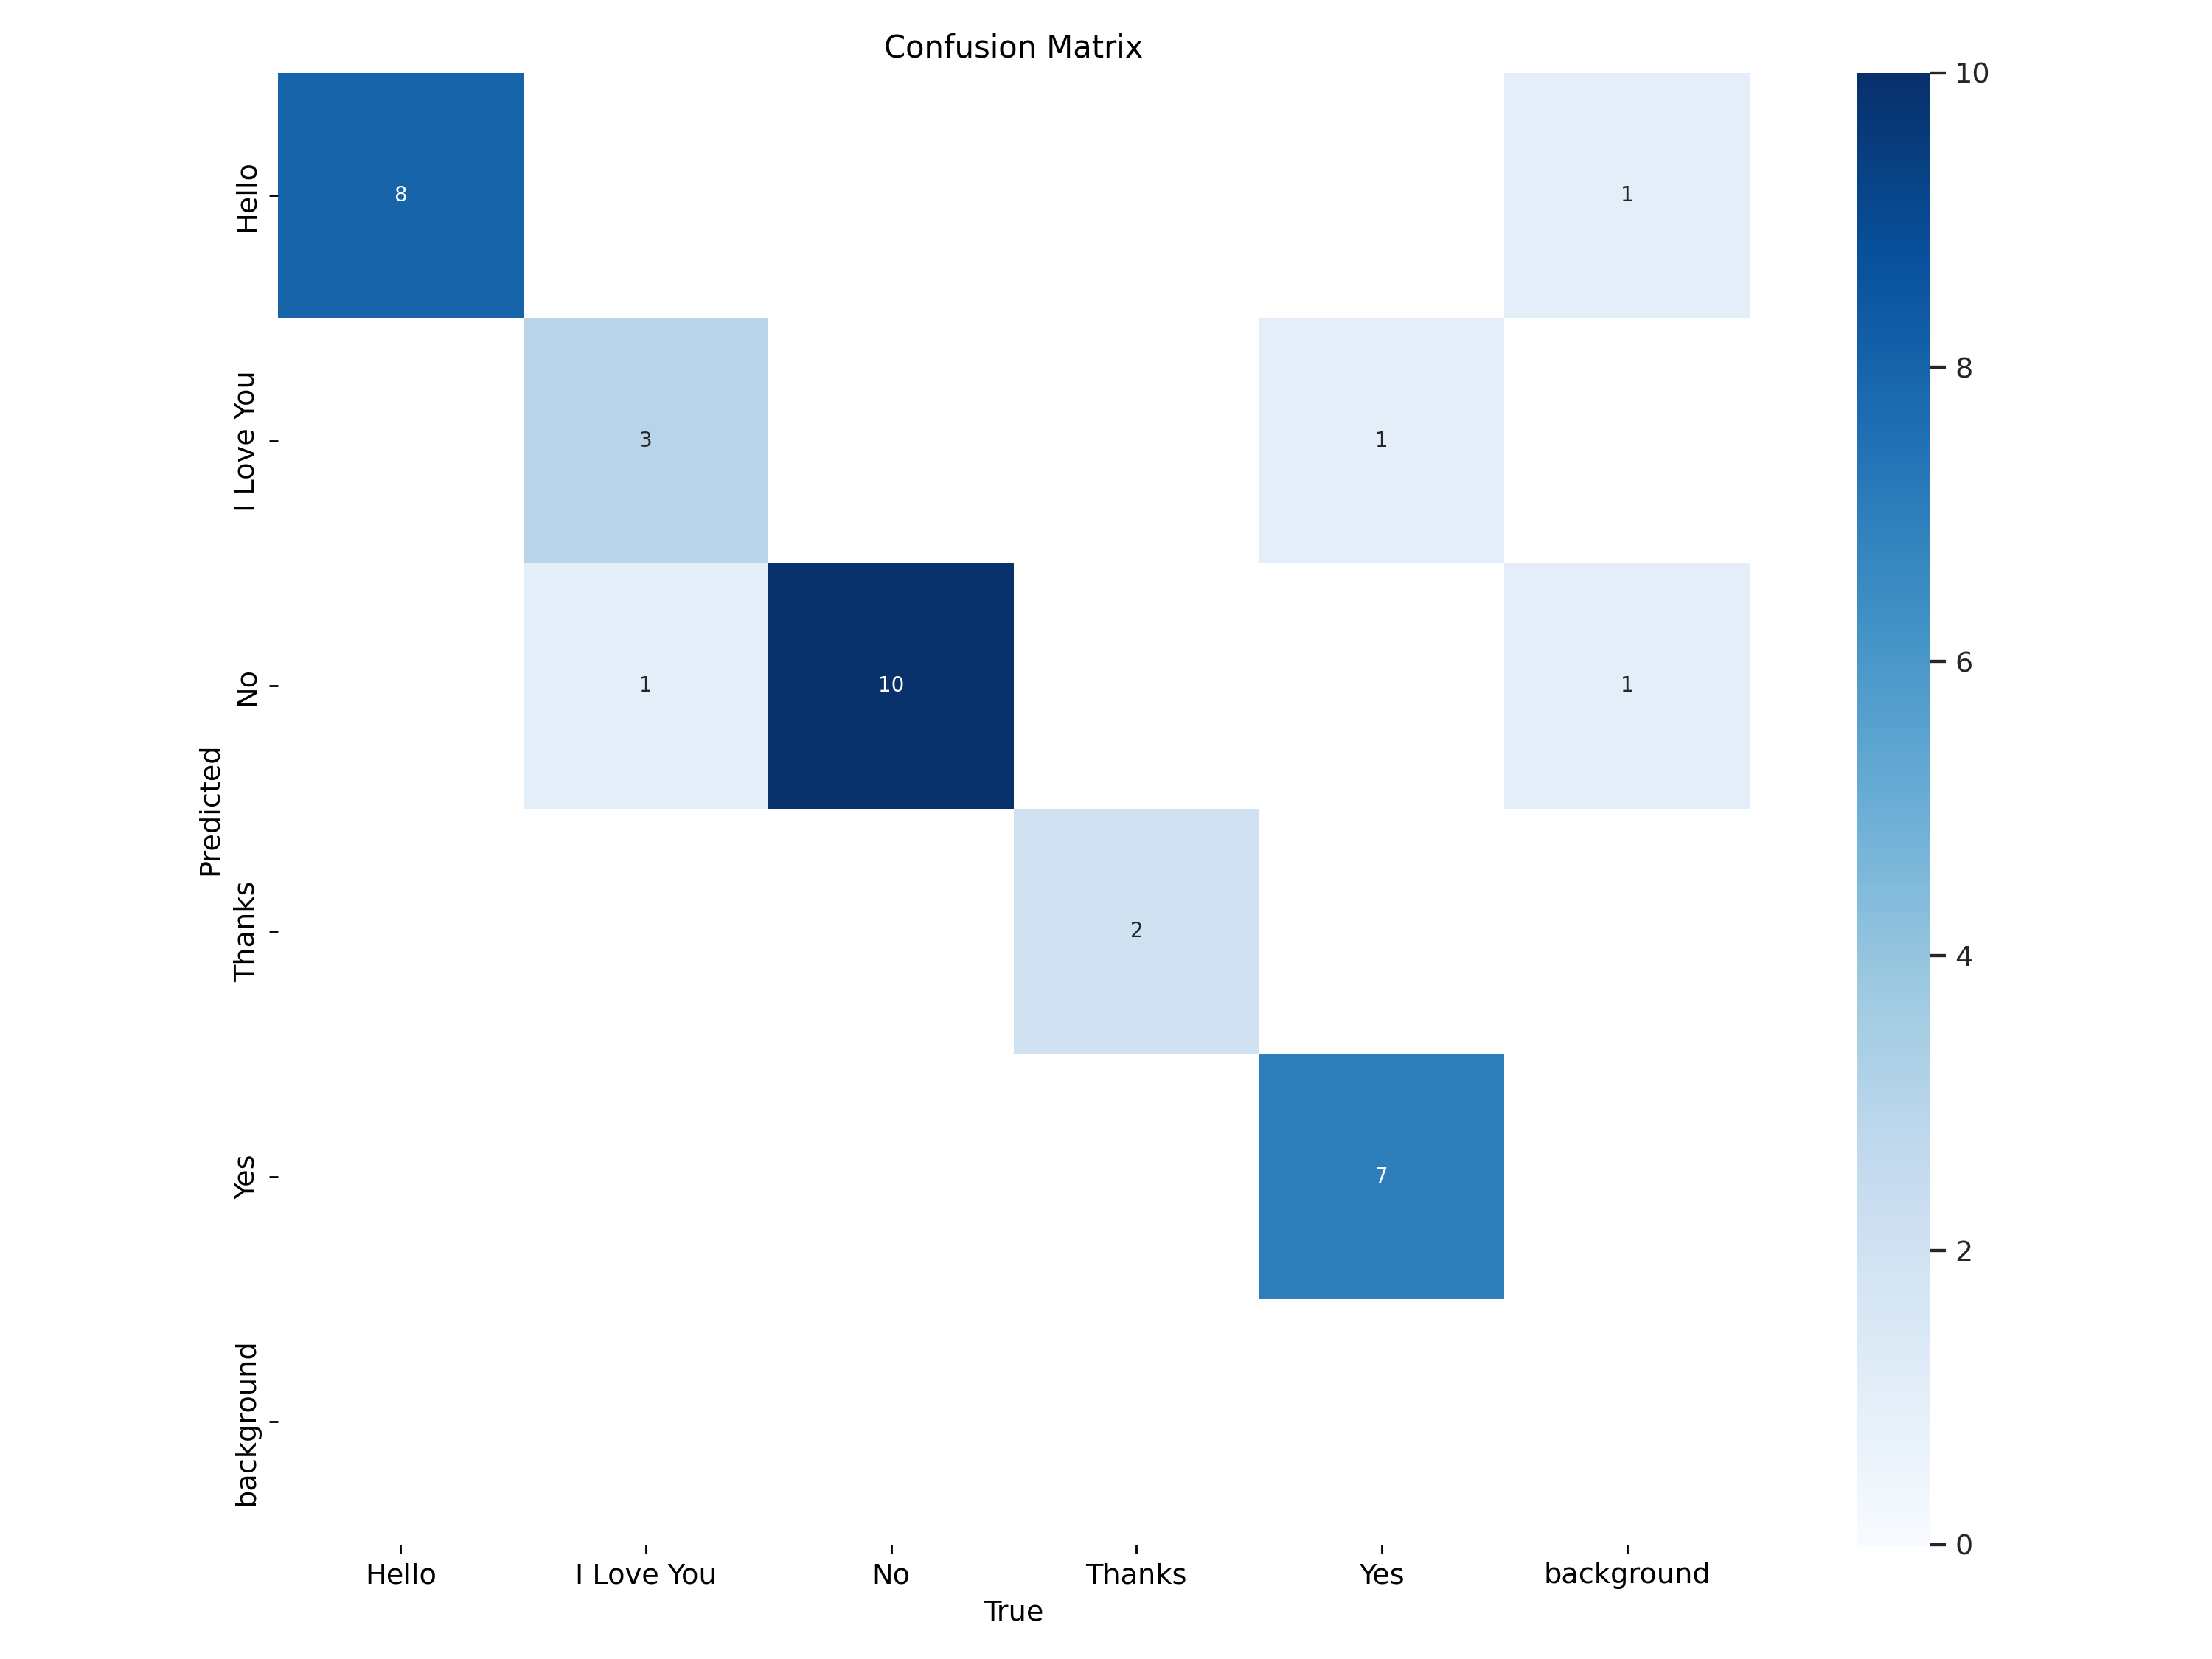 Confusion Matrix
Hello
8
1
I Love You
3
1
No
1
10
1
Thanks
2
Yes
7
background
Predicted
Hello
I Love You
No
Thanks
Yes
background
True
10
8
6
4
2
0